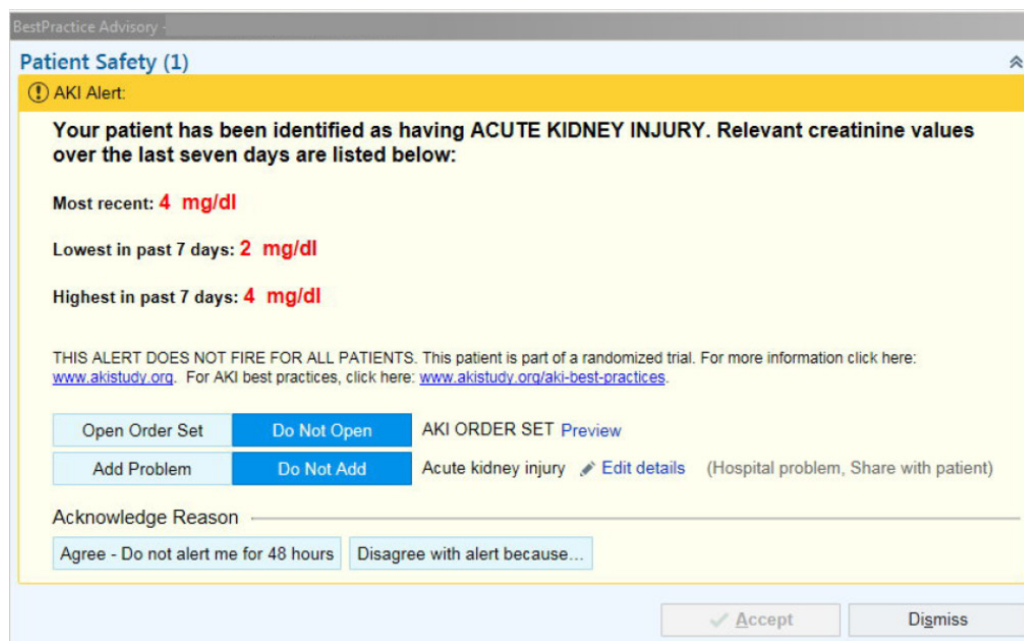 BestPractice Advisory -
Patient Safety (1)
AKI Alert:
Your patient has been identified as having ACUTE KIDNEY INJURY. Relevant creatinine values
over the last seven days are listed below:
Most recent: 4 mg/dl
Lowest in past 7 days: 2 mg/dl
Highest in past 7 days: 4 mg/dl
THIS ALERT DOES NOT FIRE FOR ALL PATIENTS. This patient is part of a randomized trial. For more information click here:
www.akistudy.org. For AKI best practices, click here: www.akistudy.org/aki-best-practices.
Open Order Set Do Not Open AKI ORDER SET Preview
Add Problem Do Not Add Acute kidney injury Edit details (Hospital problem, Share with patient)
Acknowledge Reason
Agree - Do not alert me for 48 hours Disagree with alert because...
Accept Dismiss